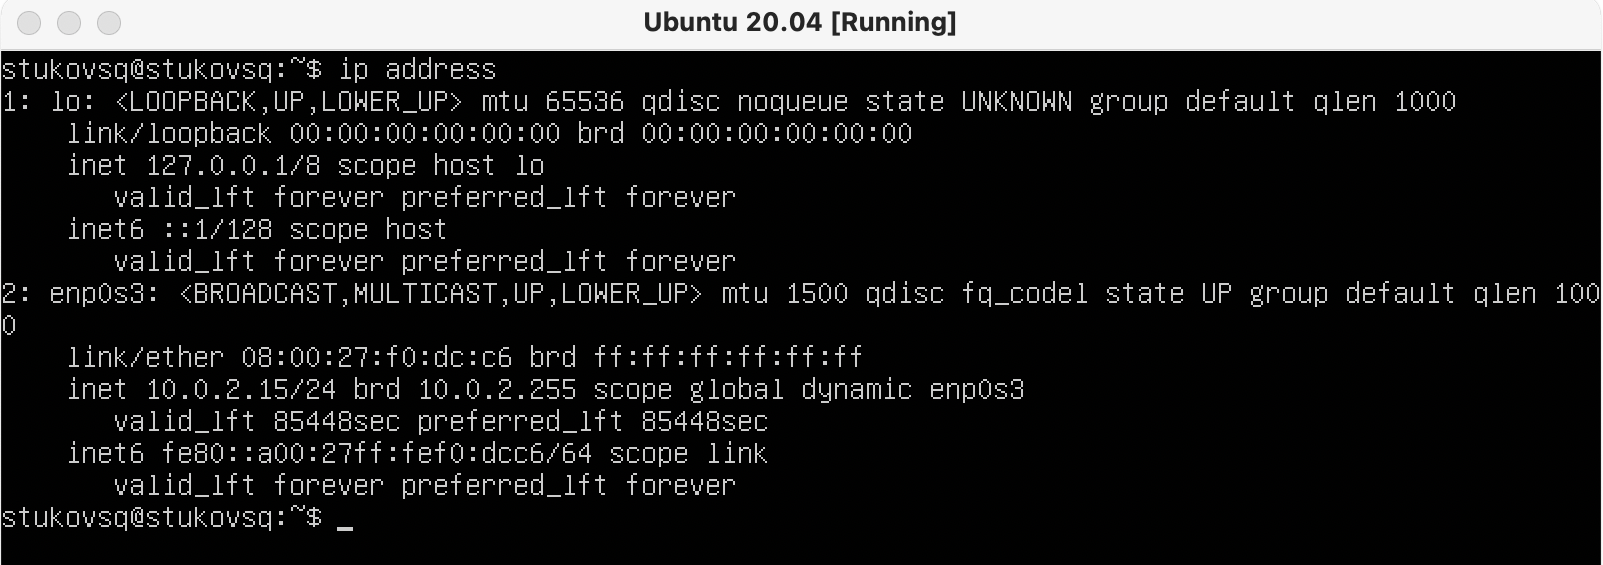 Ubuntu 20.04 [Running]
stukovsq@stukovsq:~$ ip address
1: lo: <LOOPBACK,UP,LOWER_UP> mtu 65536 qdisc noqueue state UNKNOWN group default qlen 1000
    link/loopback 00:00:00:00:00:00 brd 00:00:00:00:00:00
    inet 127.0.0.1/8 scope host lo
       valid_lft forever preferred_lft forever
    inet6 ::1/128 scope host
       valid_lft forever preferred_lft forever
2: enp0s3: <BROADCAST,MULTICAST,UP,LOWER_UP> mtu 1500 qdisc fq_codel state UP group default qlen 100
0
    link/ether 08:00:27:f0:dc:c6 brd ff:ff:ff:ff:ff:ff
    inet 10.0.2.15/24 brd 10.0.2.255 scope global dynamic enp0s3
       valid_lft 85448sec preferred_lft 85448sec
    inet6 fe80::a00:27ff:fef0:dcc6/64 scope link
       valid_lft forever preferred_lft forever
stukovsq@stukovsq:~$ _